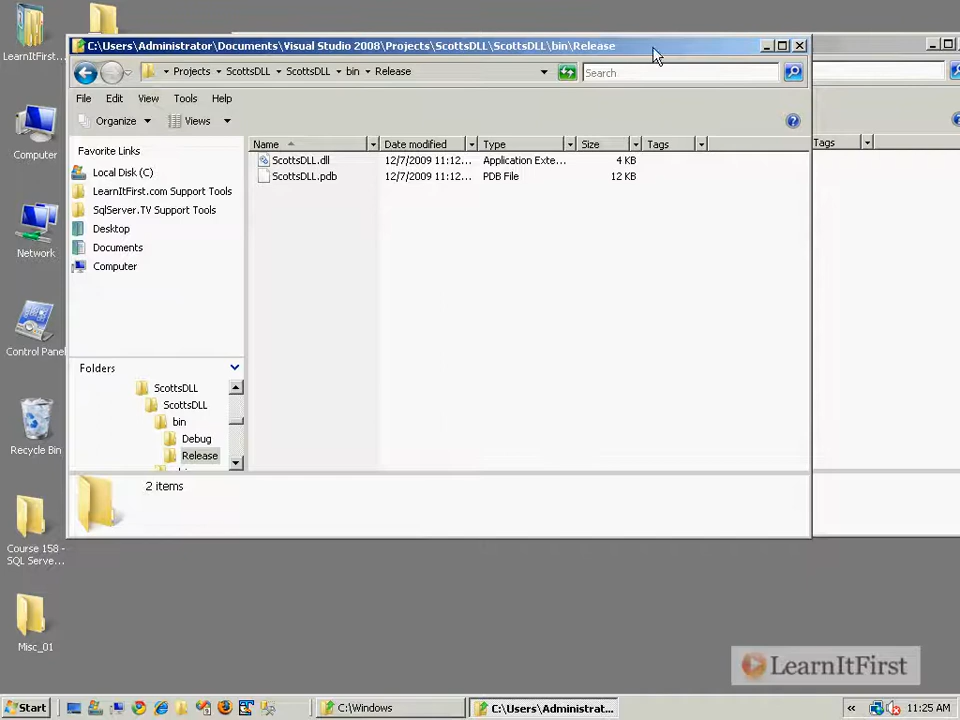 LearnItFirst...
C:\Users\Administrator\Documents\Visual Studio 2008\Projects\ScottsDLL\ScottsDLL\bin\Release
Projects ScottsDLL ScottsDLL bin Release
Search
File Edit View Tools Help
Organize Views
Favorite Links
Local Disk (C)
LearnItFirst.com Support Tools
SqlServer.TV Support Tools
Desktop
Documents
Computer
Name Date modified Type Size Tags
ScottsDLL.dll 12/7/2009 11:12... Application Exte... 4 KB
ScottsDLL.pdb 12/7/2009 11:12... PDB File 12 KB
Tags
Folders
ScottsDLL
ScottsDLL
bin
Debug
Release
2 items
Computer
Network
Control Panel
Recycle Bin
Course 158 -
SQL Serve...
Misc_01
LearnItFirst
Start
C:\Windows
C:\Users\Administrat...
«
11:25 AM